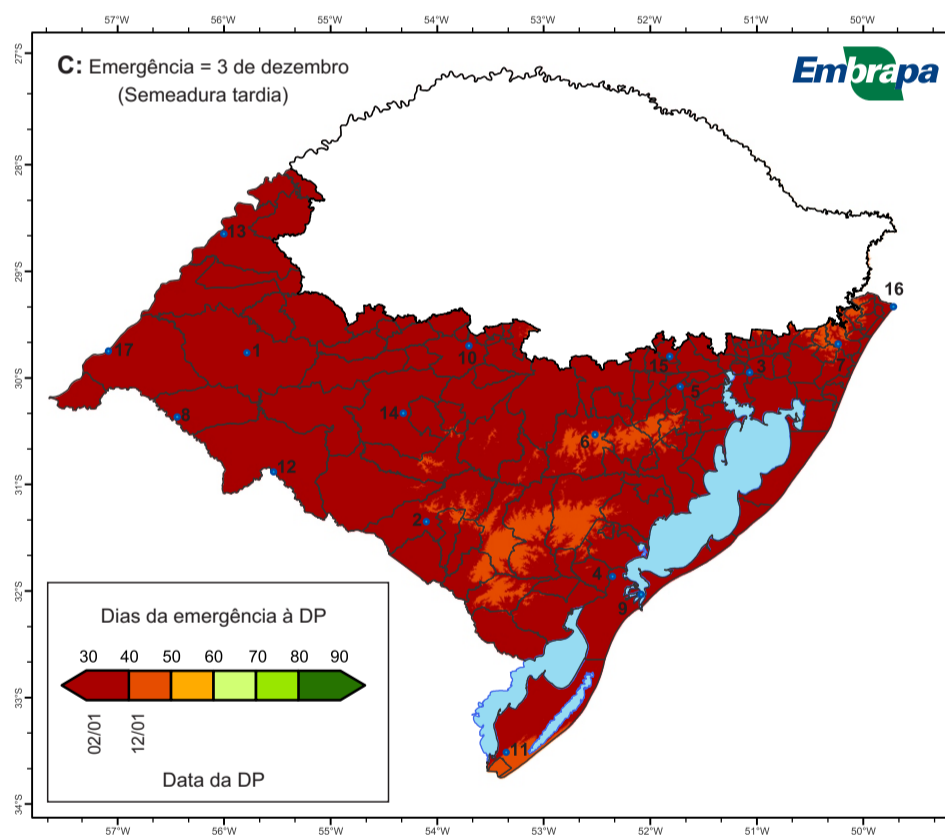 57°W 56°W 55°W 54°W 53°W 52°W 51°W 50°W
27°S
C: Emergência = 3 de dezembro
(Semeadura tardia)
Embrapa
28°S
13
29°S
16
17
1
10
15
3
7
30°S
5
8
14
6
12
31°S
2
4
32°S
9
Dias da emergência à DP
30 40 50 60 70 80 90
02/01
12/01
Data da DP
33°S
11
34°S
57°W 56°W 55°W 54°W 53°W 52°W 51°W 50°W